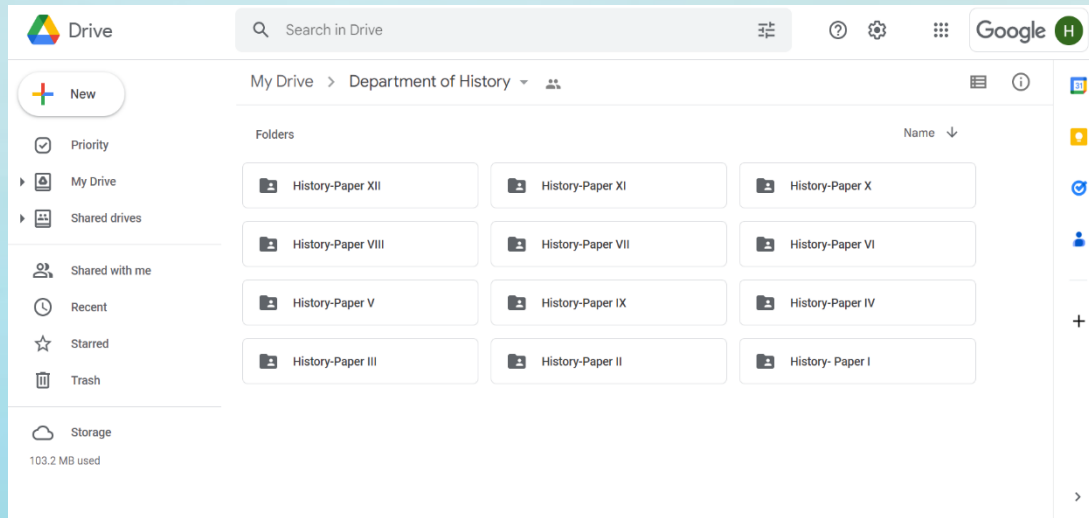 Drive
Search in Drive
Google H
New
My Drive > Department of History
31
Folders
Name
Priority
My Drive
Shared drives
Shared with me
Recent
Starred
Trash
Storage
103.2 MB used
History-Paper XII
History-Paper XI
History-Paper X
History-Paper VIII
History-Paper VII
History-Paper VI
History-Paper V
History-Paper IX
History-Paper IV
History-Paper III
History-Paper II
History- Paper I